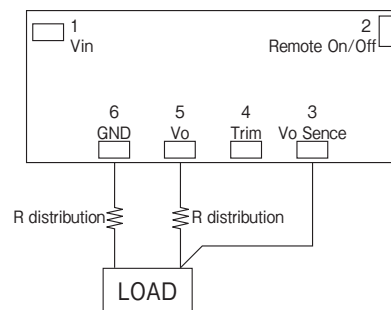 1
Vin
2
Remote On/Off
6
GND
5
Vo
4
Trim
3
Vo Sence
R distribution
R distribution
LOAD